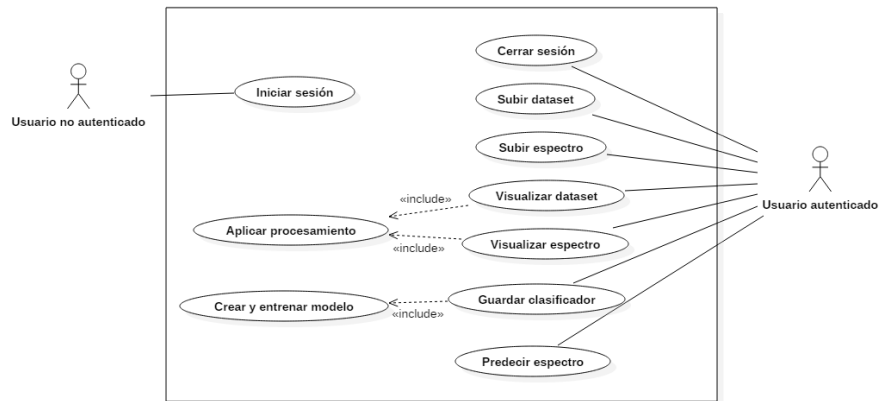 Cerrar sesión
Iniciar sesión
Subir dataset
Usuario no autenticado
Subir espectro
«include»
Visualizar dataset
Usuario autenticado
Aplicar procesamiento
«include»
Visualizar espectro
Guardar clasificador
Crear y entrenar modelo
«include»
Predecir espectro